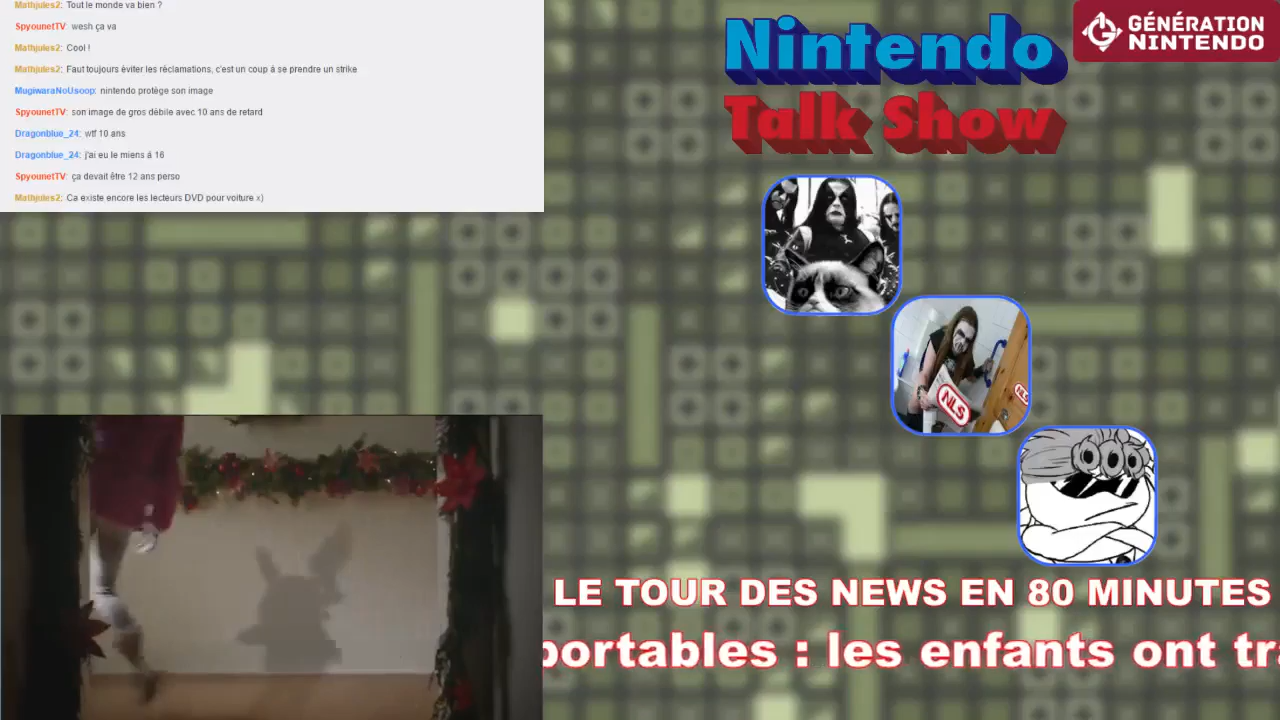 Mathjules2: Tout le monde va bien ?
SpyounetTV: wesh ça va
Mathjules2: Cool !
Mathjules2: Faut toujours éviter les réclamations, c'est un coup à se prendre un strike
MugiwaraNoUsoop: nintendo protège son image
SpyounetTV: son image de gros débile avec 10 ans de retard
Dragonblue_24: wtf 10 ans
Dragonblue_24: j'ai eu le miens à 16
SpyounetTV: ça devait être 12 ans perso
Mathjules2: Ca existe encore les lecteurs DVD pour voiture x)
Nintendo
Talk Show
GÉNÉRATION
NINTENDO
NLS
NLS
LE TOUR DES NEWS EN 80 MINUTES
portables : les enfants ont tra